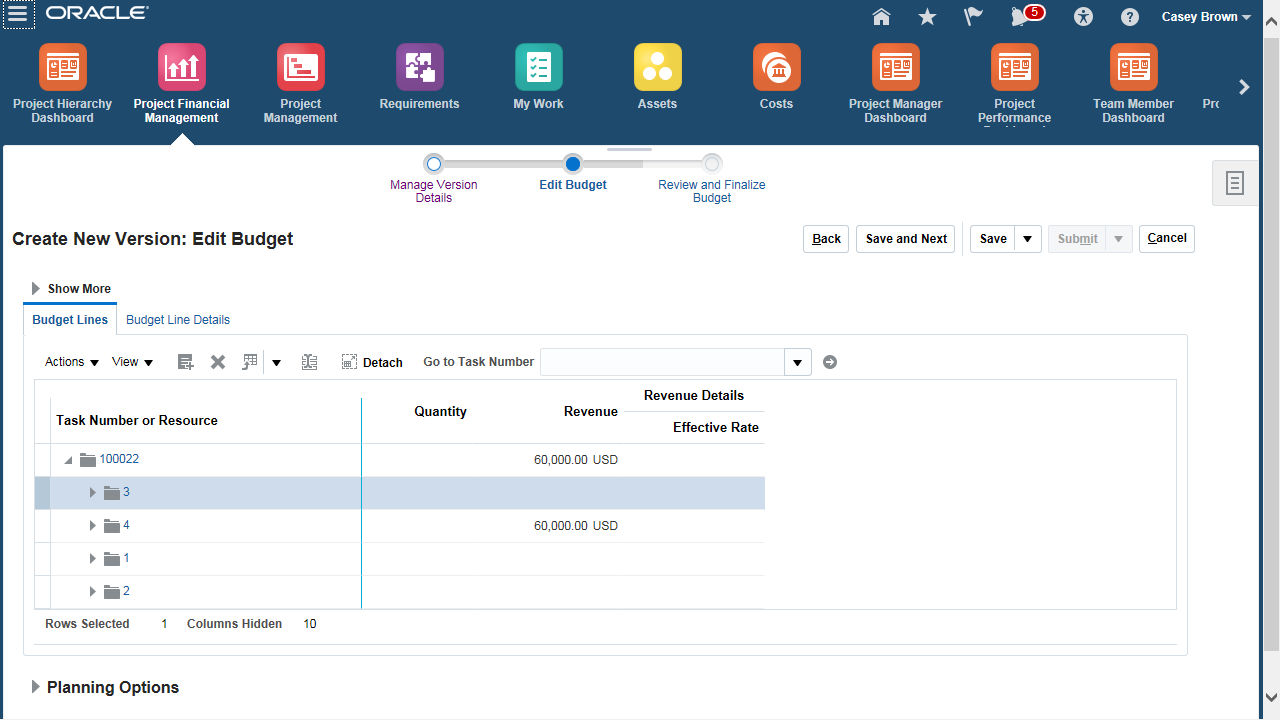 ORACLE
5
Casey Brown
Project Hierarchy
Dashboard
Project Financial
Management
Project
Management
Requirements
My Work
Assets
Costs
Project Manager
Dashboard
Project
Performance
Team Member
Dashboard
Manage Version
Details
Edit Budget
Review and Finalize
Budget
Create New Version: Edit Budget
Back
Save and Next
Save
Submit
Cancel
Show More
Budget Lines
Budget Line Details
Actions
View
Detach
Go to Task Number
Task Number or Resource
Quantity
Revenue
Revenue Details
Effective Rate
100022
60,000.00 USD
3
4
60,000.00 USD
1
2
Rows Selected 1 Columns Hidden 10
Planning Options